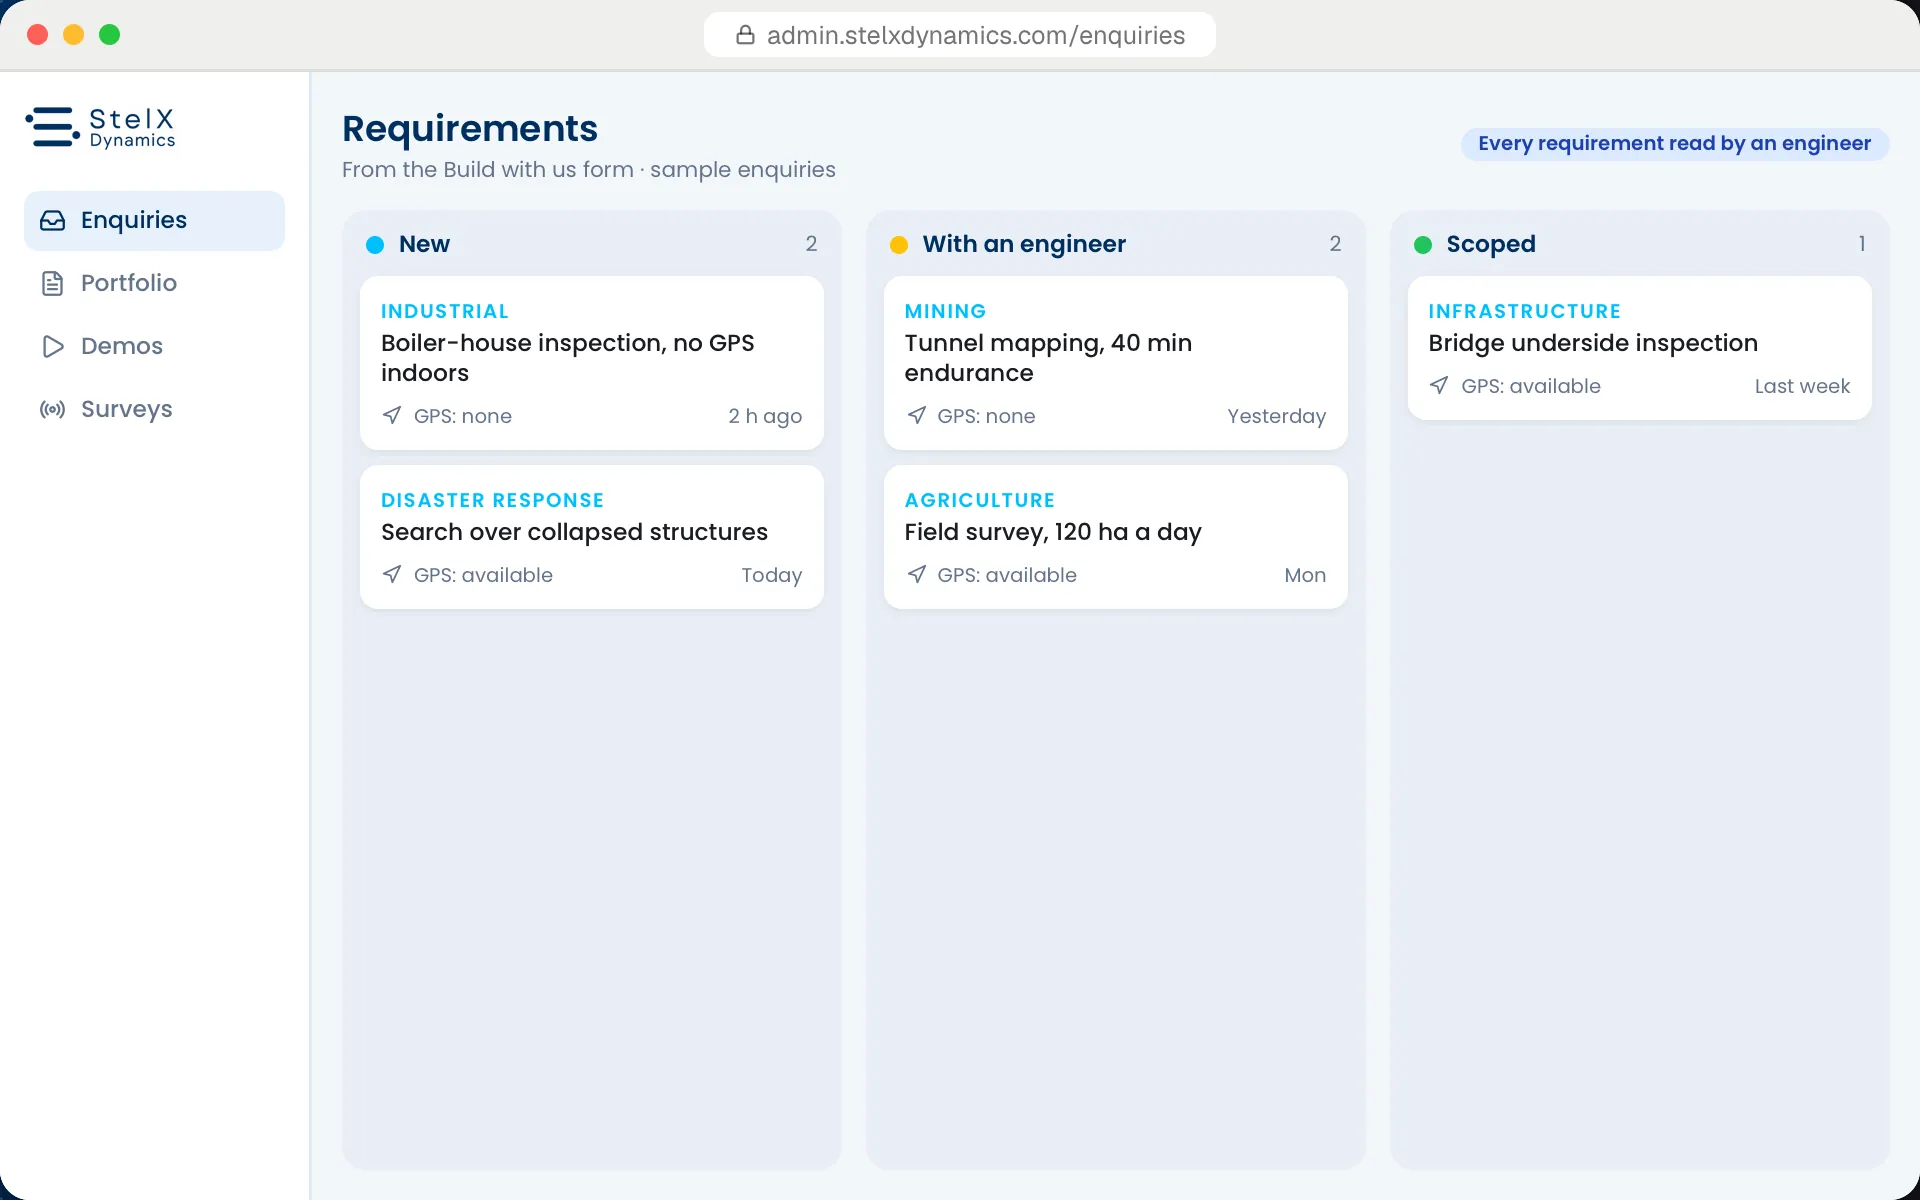 admin.stelxdynamics.com/enquiries
StelX
Dynamics
Enquiries
Portfolio
Demos
Surveys
Requirements
From the Build with us form · sample enquiries
Every requirement read by an engineer
New 2
INDUSTRIAL
Boiler-house inspection, no GPS
indoors
GPS: none 2 h ago
DISASTER RESPONSE
Search over collapsed structures
GPS: available Today
With an engineer 2
MINING
Tunnel mapping, 40 min
endurance
GPS: none Yesterday
AGRICULTURE
Field survey, 120 ha a day
GPS: available Mon
Scoped 1
INFRASTRUCTURE
Bridge underside inspection
GPS: available Last week